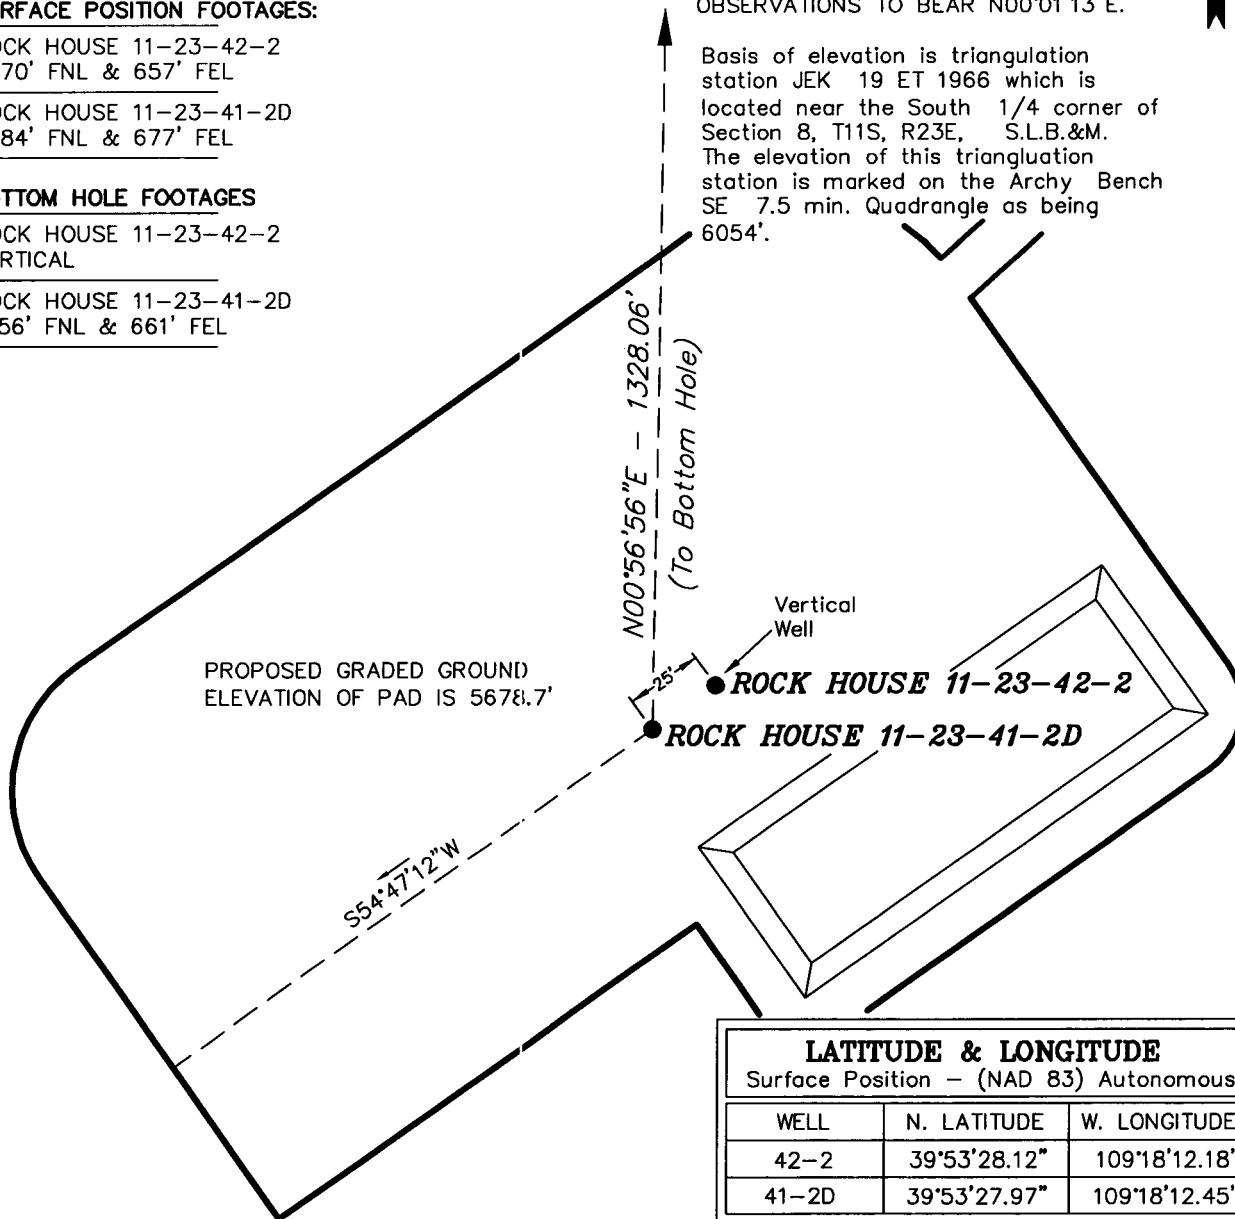 RFACE POSITION FOOTAGES:
CK HOUSE 11-23-42-2
70' FNL & 657' FEL
CK HOUSE 11-23-41-2D
84' FNL & 677' FEL
TTOM HOLE FOOTAGES
CK HOUSE 11-23-42-2
RTICAL
CK HOUSE 11-23-41-2D
56' FNL & 661' FEL
OBSERVATIONS TO BEAR N00°01'13"E.
Basis of elevation is triangulation
station JEK 19 ET 1966 which is
located near the South 1/4 corner of
Section 8, T11S, R23E, S.L.B.&M.
The elevation of this triangluation
station is marked on the Archy Bench
SE 7.5 min. Quadrangle as being
6054'.
N00°56'56"E - 1328.06'
(To Bottom Hole)
Vertical
Well
25'
PROPOSED GRADED GROUND
ELEVATION OF PAD IS 5678.7'
ROCK HOUSE 11-23-42-2
ROCK HOUSE 11-23-41-2D
S54°47'12"W
LATITUDE & LONGITUDE
Surface Position - (NAD 83) Autonomous
WELL N. LATITUDE W. LONGITUDE
42-2 39°53'28.12" 109°18'12.18"
41-2D 39°53'27.97" 109°18'12.45"